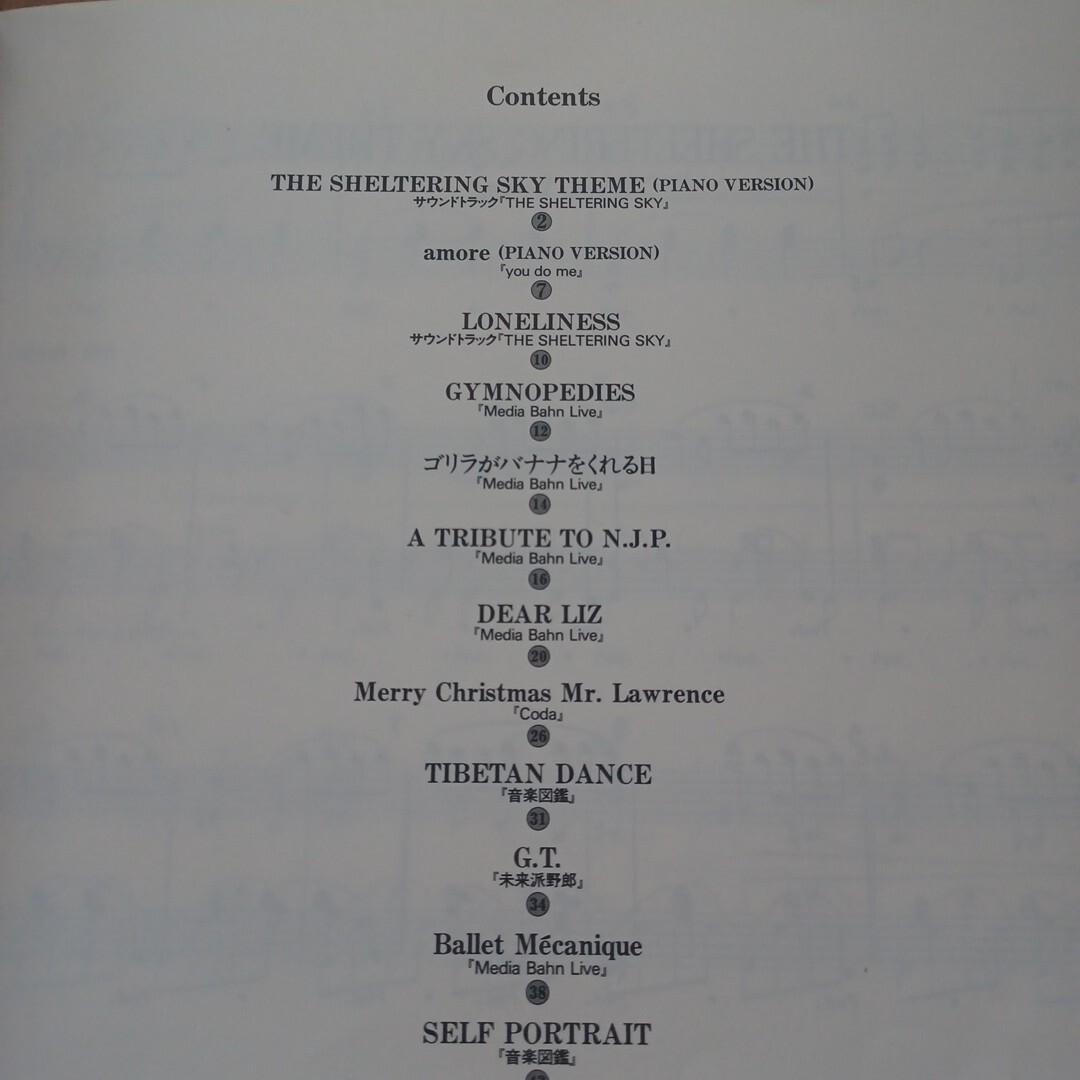 Contents
THE SHELTERING SKY THEME (PIANO VERSION)
サウンドトラック『THE SHELTERING SKY』
2
amore (PIANO VERSION)
『you do me』
7
LONELINESS
サウンドトラック『THE SHELTERING SKY』
10
GYMNOPEDIES
『Media Bahn Live』
12
ゴリラがバナナをくれる日
『Media Bahn Live』
14
A TRIBUTE TO N.J.P.
『Media Bahn Live』
16
DEAR LIZ
『Media Bahn Live』
20
Merry Christmas Mr. Lawrence
『Coda』
26
TIBETAN DANCE
『音楽図鑑』
31
G.T.
『未来派野郎』
34
Ballet Mécanique
『Media Bahn Live』
38
SELF PORTRAIT
『音楽図鑑』